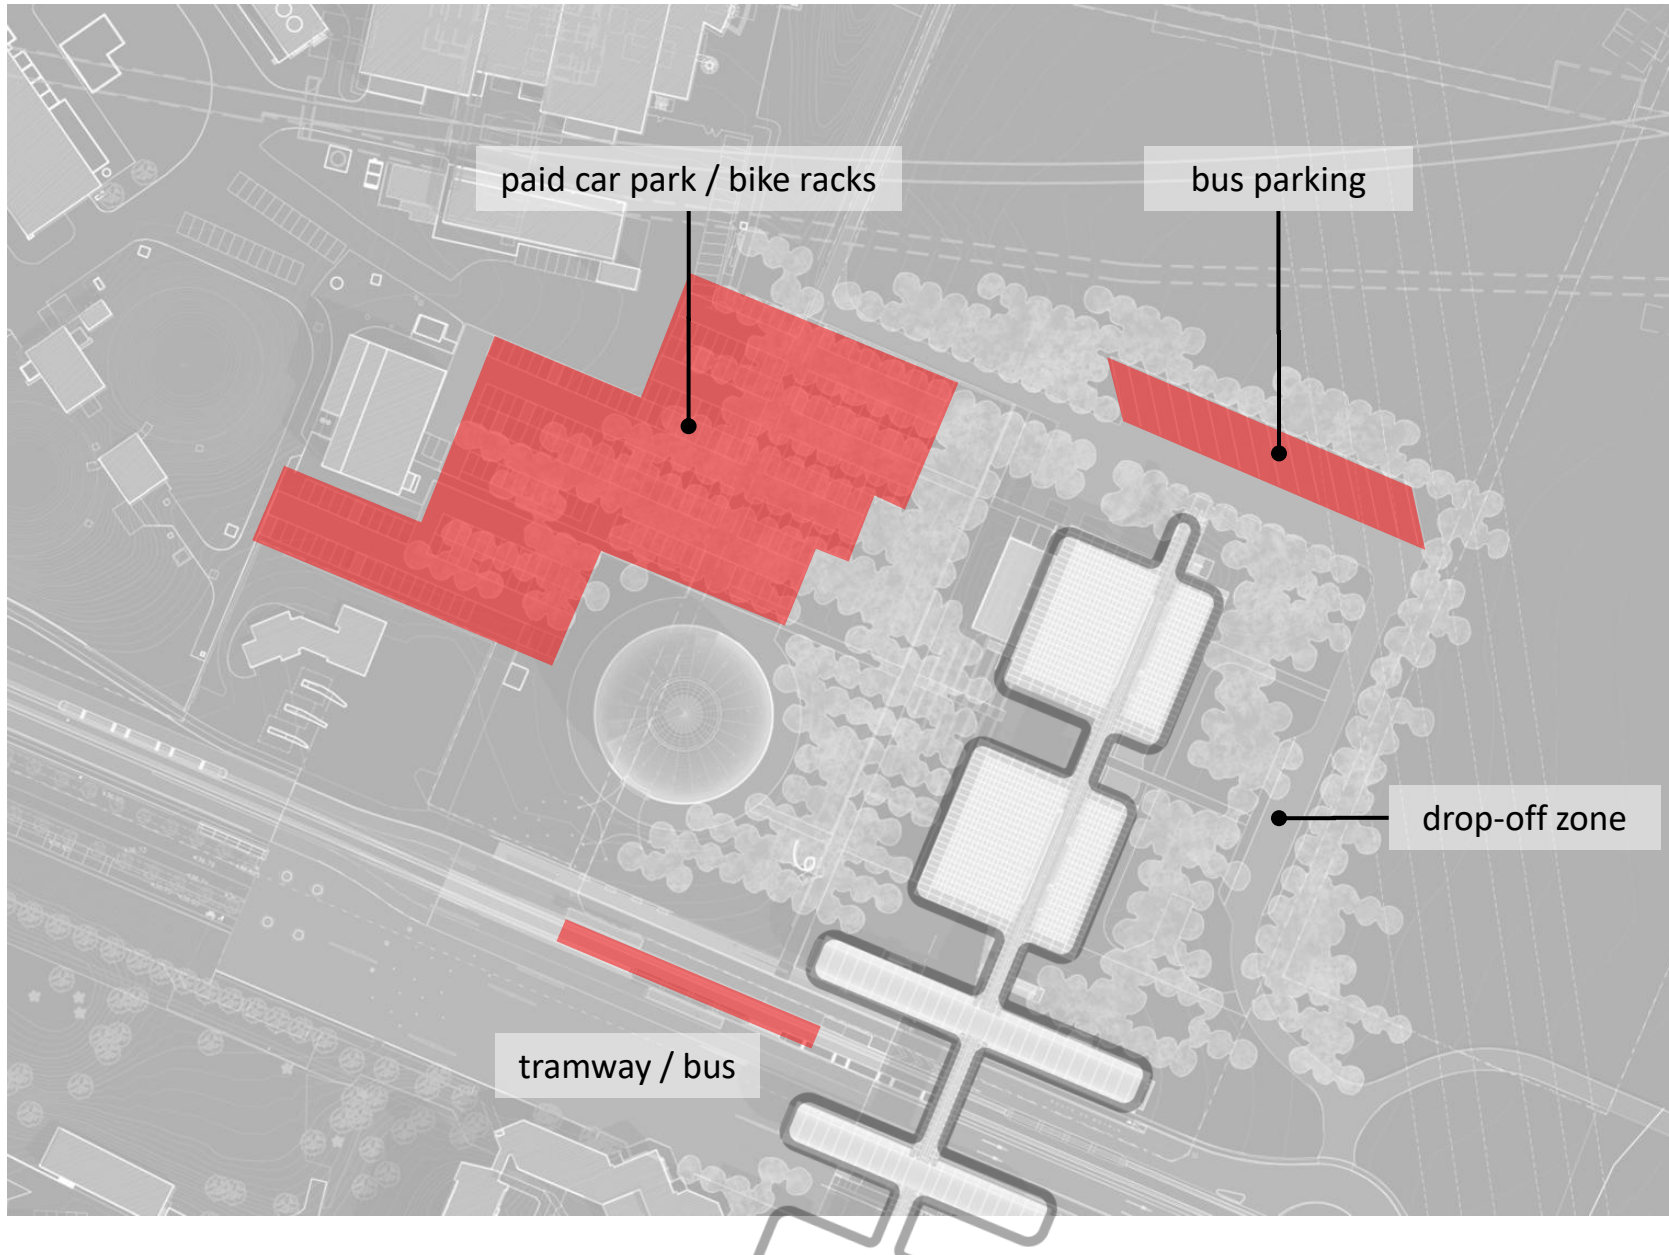 paid car park / bike racks
bus parking
drop-off zone
tramway / bus